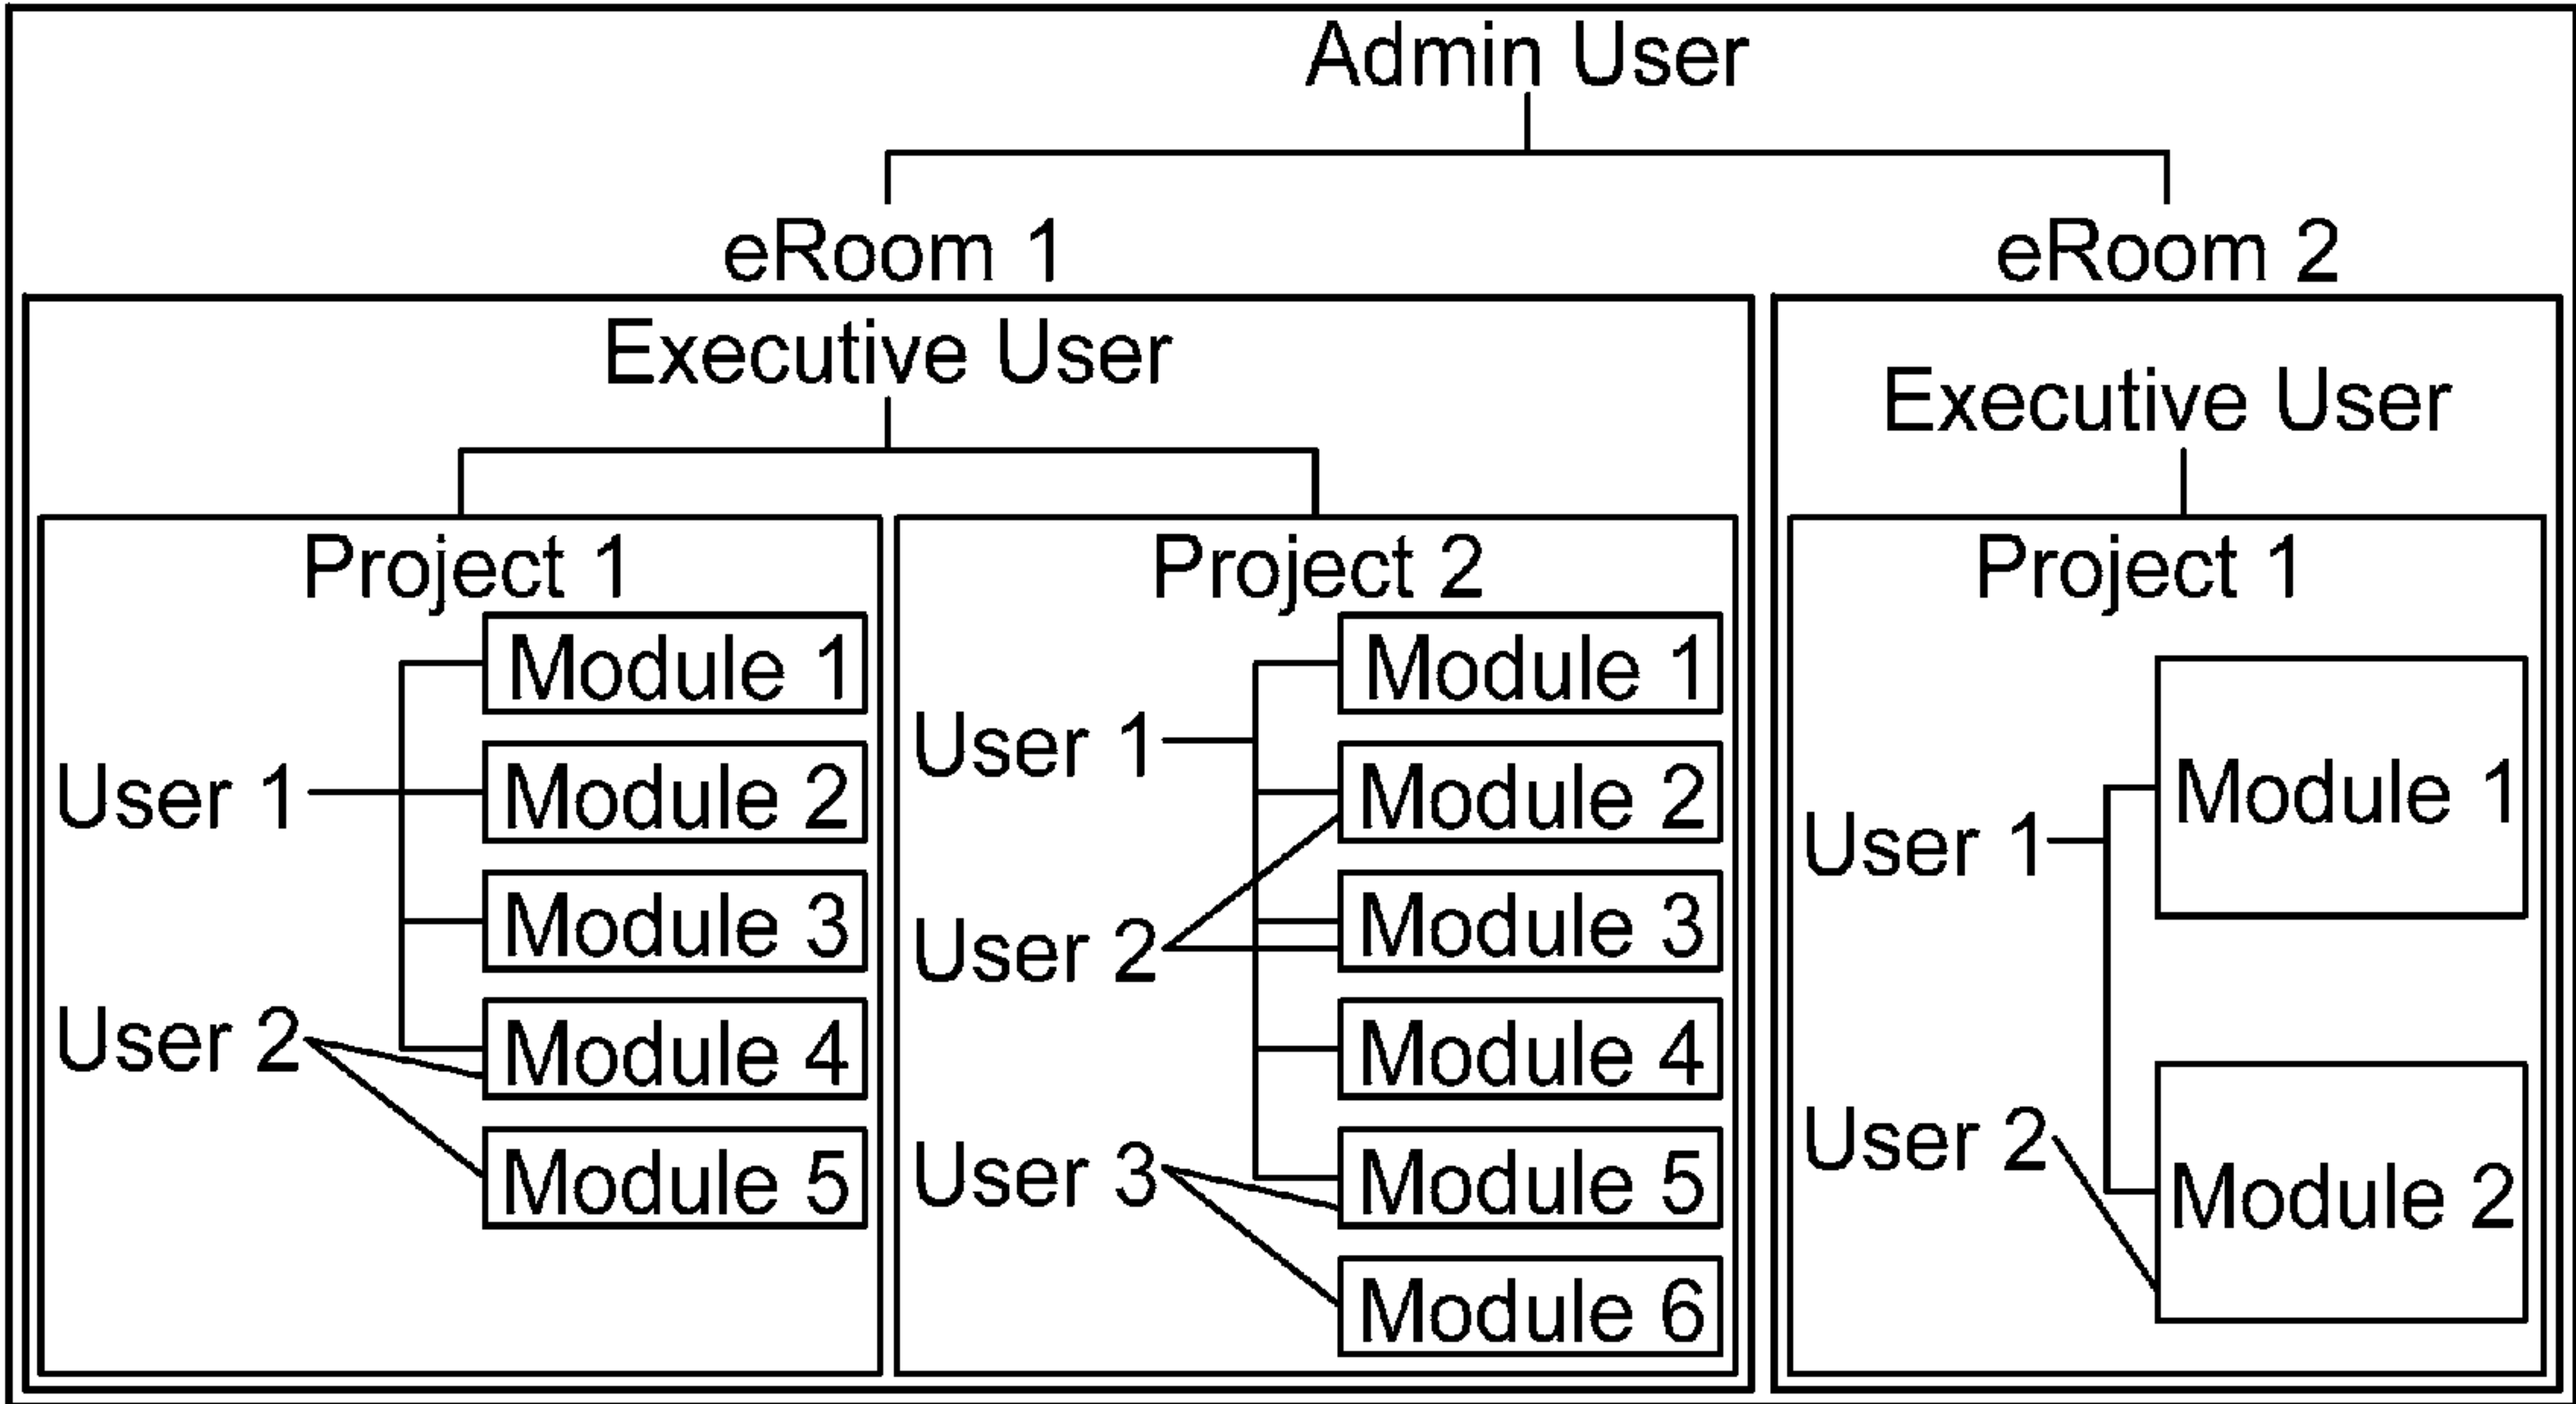 Admin User
eRoom 1
eRoom 2
Executive User
Executive User
Project 1
Module 1
Module 2
Module 3
Module 4
Module 5
User 1
User 2
Project 2
Module 1
Module 2
Module 3
Module 4
Module 5
Module 6
User 1
User 2
User 3
Project 1
Module 1
Module 2
User 1
User 2